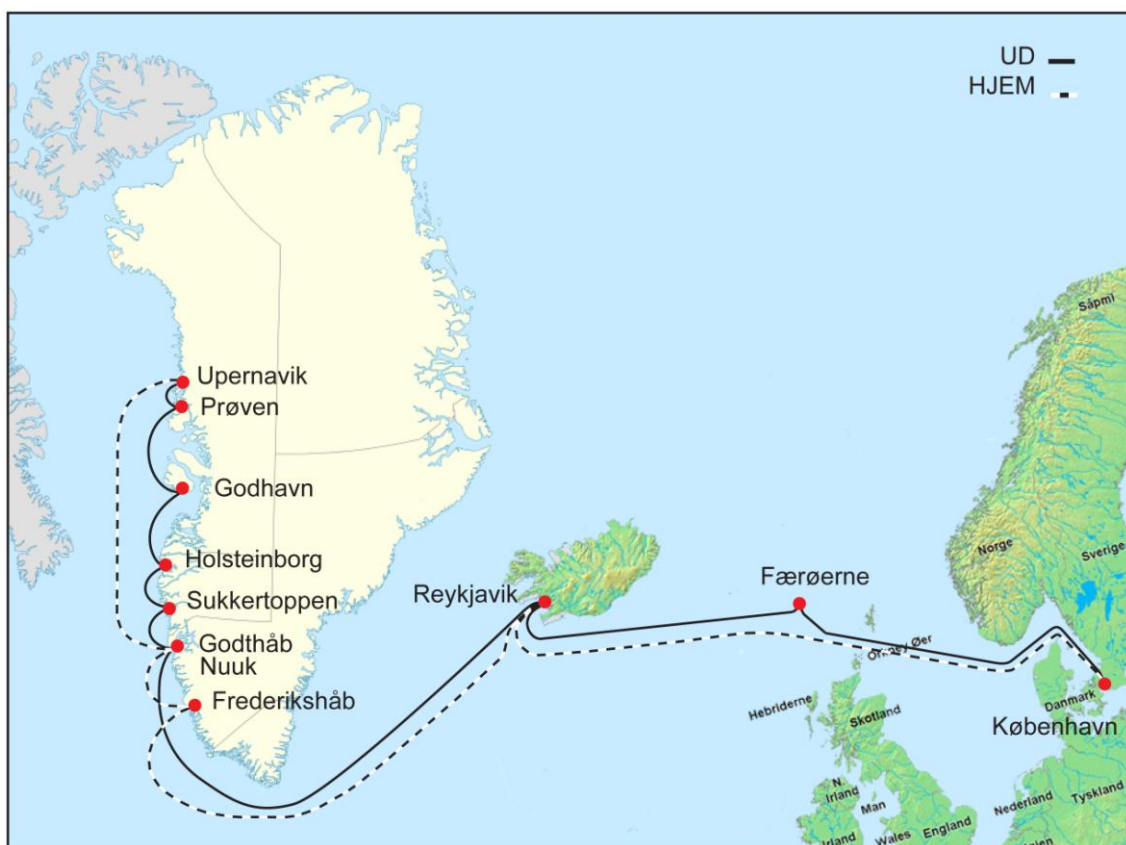 UD
HJEM
Upernavik
Prøven
Godhavn
Holsteinborg
Sukkertoppen
Godthåb
Nuuk
Frederikshåb
Reykjavik
Færøerne
København
Såpmi
Norge
Sverige
Orkney Øer
Danmark
Hebriderne
Skotland
N.
Irland
Man
Irland
Wales
England
Nederland
Tyskland